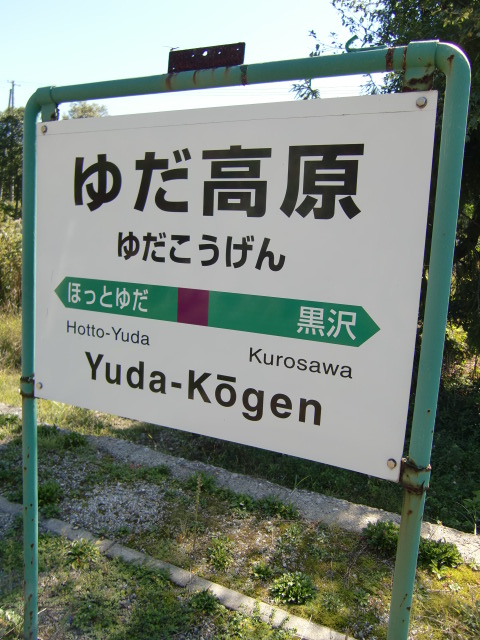 ゆだ高原
ゆだこうげん
ほっとゆだ 黒沢
Hotto-Yuda Kurosawa
Yuda-Kōgen